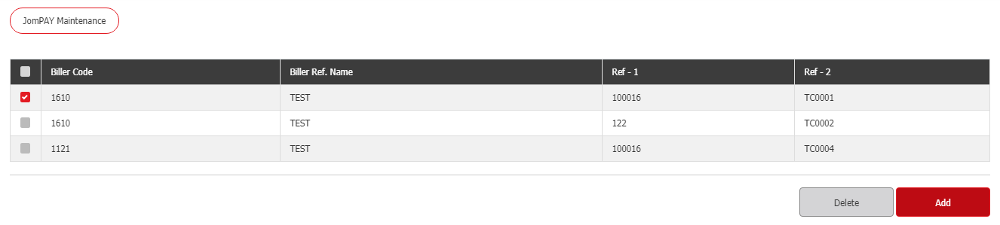 JomPAY Maintenance
Biller Code Biller Ref. Name Ref - 1 Ref - 2
1610 TEST 100016 TC0001
1610 TEST 122 TC0002
1121 TEST 100016 TC0004
Delete Add